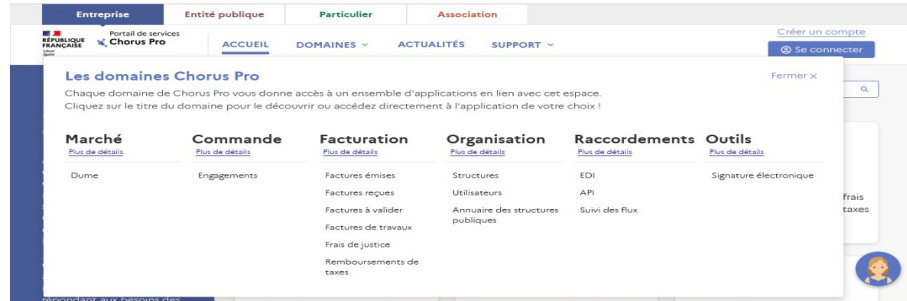 Entreprise
Entité publique
Particulier
Association
RÉPUBLIQUE
FRANÇAISE
Portail de services
Chorus Pro
ACCUEIL
DOMAINES
ACTUALITÉS
SUPPORT
Créer un compte
Se connecter
Les domaines Chorus Pro
Fermer ×
Chaque domaine de Chorus Pro vous donne accès à un ensemble d'applications en lien avec cet espace.
Cliquez sur le titre du domaine pour le découvrir ou accédez directement à l'application de votre choix !
Marché
Plus de détails
Dume
Commande
Plus de détails
Engagements
Facturation
Plus de détails
Factures émises
Factures reçues
Factures à valider
Factures de travaux
Frais de justice
Remboursements de
taxes
Organisation
Plus de détails
Structures
Utilisateurs
Annuaire des structures
publiques
Raccordements
Plus de détails
EDI
API
Suivi des flux
Outils
Plus de détails
Signature électronique
frais
taxes
répondant aux besoins des